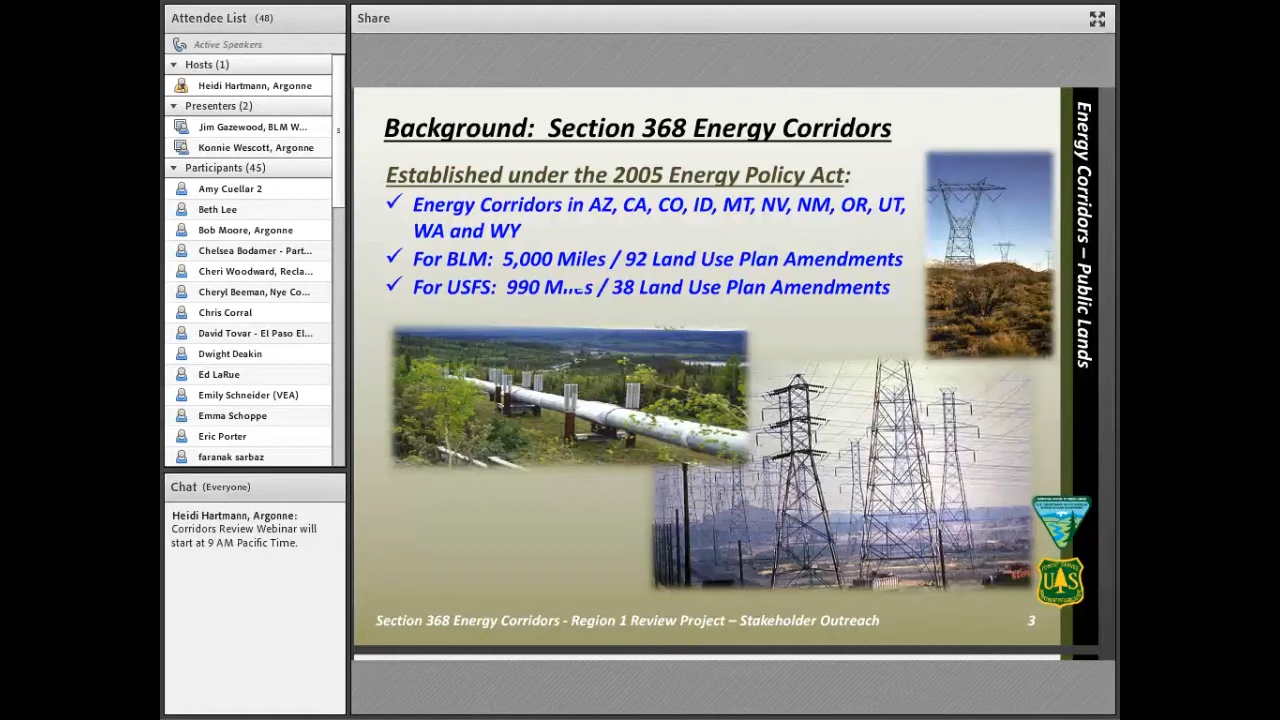 Attendee List (48)
Active Speakers
Hosts (1)
Heidi Hartmann, Argonne
Presenters (2)
Jim Gazewood, BLM W...
Konnie Wescott, Argonne
Participants (45)
Amy Cuellar 2
Beth Lee
Bob Moore, Argonne
Chelsea Bodamer - Part...
Cheri Woodward, Recla...
Cheryl Beeman, Nye Co...
Chris Corral
David Tovar - El Paso El...
Dwight Deakin
Ed LaRue
Emily Schneider (VEA)
Emma Schoppe
Eric Porter
faranak sarbaz
Chat (Everyone)
Heidi Hartmann, Argonne:
Corridors Review Webinar will
start at 9 AM Pacific Time.
Share
Background: Section 368 Energy Corridors
Established under the 2005 Energy Policy Act:
✓ Energy Corridors in AZ, CA, CO, ID, MT, NV, NM, OR, UT,
WA and WY
✓ For BLM: 5,000 Miles / 92 Land Use Plan Amendments
✓ For USFS: 990 Miles / 38 Land Use Plan Amendments
Energy Corridors – Public Lands
FOREST SERVICE
U S
Section 368 Energy Corridors - Region 1 Review Project – Stakeholder Outreach
3